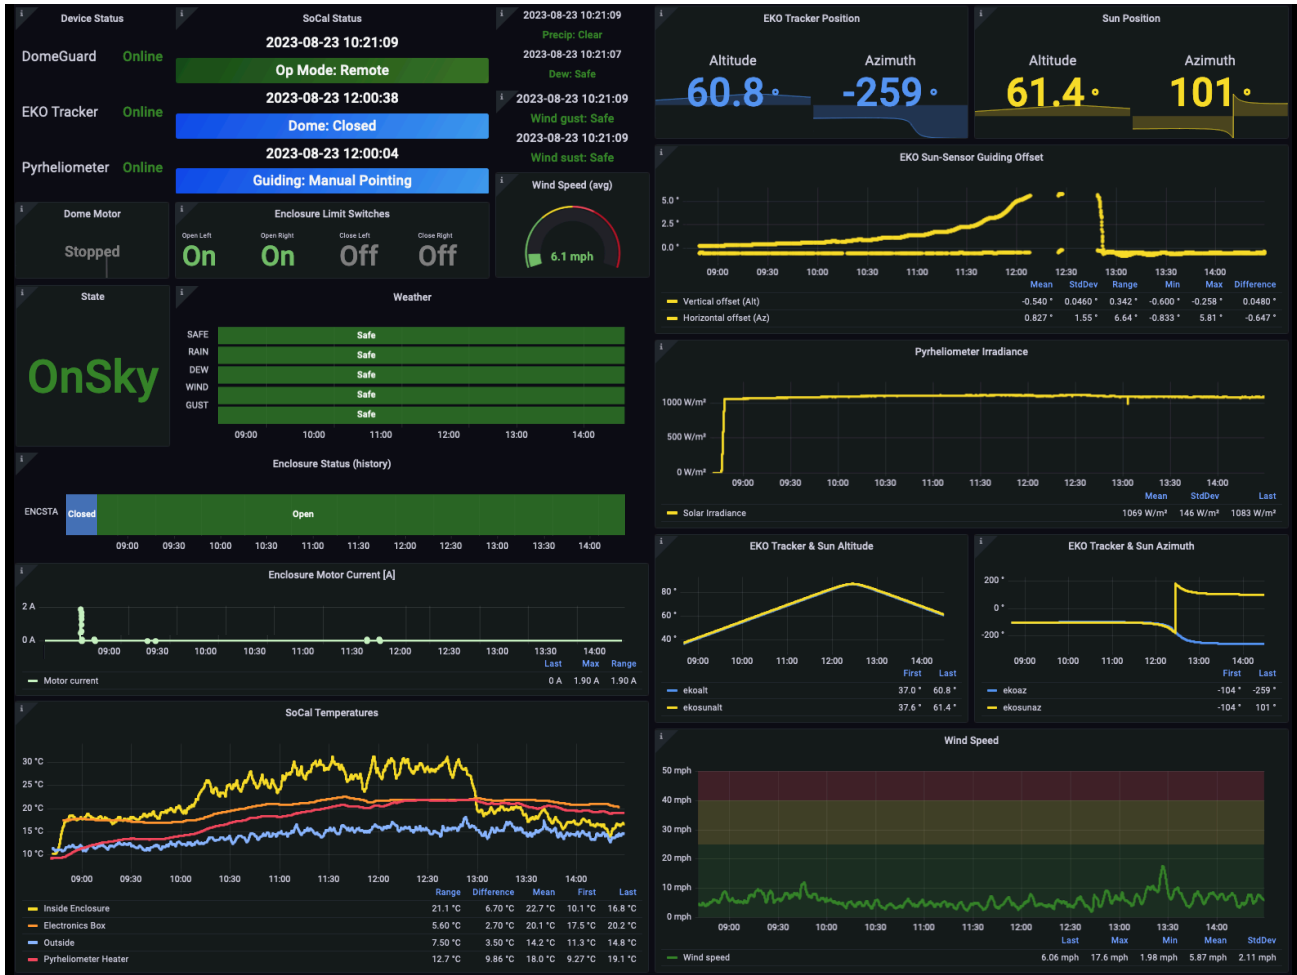 Device Status
DomeGuard Online
EKO Tracker Online
Pyrheliometer Online
SoCal Status
2023-08-23 10:21:09
Op Mode: Remote
2023-08-23 12:00:38
Dome: Closed
2023-08-23 12:00:04
Guiding: Manual Pointing
2023-08-23 10:21:09
Precip: Clear
2023-08-23 10:21:07
Dew: Safe
2023-08-23 10:21:09
Wind gust: Safe
2023-08-23 10:21:09
Wind sust: Safe
Dome Motor
Stopped
Enclosure Limit Switches
Open Left Open Right Close Left Close Right
On On Off Off
Wind Speed (avg)
6.1 mph
State
OnSky
Weather
SAFE Safe
RAIN Safe
DEW Safe
WIND Safe
GUST Safe
09:00 10:00 11:00 12:00 13:00 14:00
Enclosure Status (history)
ENCSTA Closed Open
09:00 09:30 10:00 10:30 11:00 11:30 12:00 12:30 13:00 13:30 14:00
Enclosure Motor Current [A]
2 A
0 A
09:00 09:30 10:00 10:30 11:00 11:30 12:00 12:30 13:00 13:30 14:00
Last Max Range
Motor current 0 A 1.90 A 1.90 A
SoCal Temperatures
30 °C
25 °C
20 °C
15 °C
10 °C
09:00 09:30 10:00 10:30 11:00 11:30 12:00 12:30 13:00 13:30 14:00
Range Difference Mean First Last
Inside Enclosure 21.1 °C 6.70 °C 22.7 °C 10.1 °C 16.8 °C
Electronics Box 5.60 °C 2.70 °C 20.1 °C 17.5 °C 20.2 °C
Outside 7.50 °C 3.50 °C 14.2 °C 11.3 °C 14.8 °C
Pyrheliometer Heater 12.7 °C 9.86 °C 18.0 °C 9.27 °C 19.1 °C
EKO Tracker Position
Altitude Azimuth
60.8 ° -259 °
Sun Position
Altitude Azimuth
61.4 ° 101 °
EKO Sun-Sensor Guiding Offset
5.0 °
2.5 °
0.0 °
09:00 09:30 10:00 10:30 11:00 11:30 12:00 12:30 13:00 13:30 14:00
Mean StdDev Range Min Max Difference
Vertical offset (Alt) -0.540 ° 0.0460 ° 0.342 ° -0.600 ° -0.258 ° 0.0480 °
Horizontal offset (Az) 0.827 ° 1.55 ° 6.64 ° -0.833 ° 5.81 ° -0.647 °
Pyrheliometer Irradiance
1000 W/m²
500 W/m²
0 W/m²
09:00 09:30 10:00 10:30 11:00 11:30 12:00 12:30 13:00 13:30 14:00
Mean StdDev Last
Solar Irradiance 1069 W/m² 146 W/m² 1083 W/m²
EKO Tracker & Sun Altitude
80 °
60 °
40 °
09:00 10:00 11:00 12:00 13:00 14:00
First Last
ekoalt 37.0 ° 60.8 °
ekosunalt 37.6 ° 61.4 °
EKO Tracker & Sun Azimuth
200 °
0 °
-200 °
09:00 10:00 11:00 12:00 13:00 14:00
First Last
ekoaz -104 ° -259 °
ekosunaz -104 ° 101 °
Wind Speed
50 mph
40 mph
30 mph
20 mph
10 mph
0 mph
09:00 09:30 10:00 10:30 11:00 11:30 12:00 12:30 13:00 13:30 14:00
Last Max Min Mean StdDev
Wind speed 6.06 mph 17.6 mph 1.98 mph 5.87 mph 2.11 mph